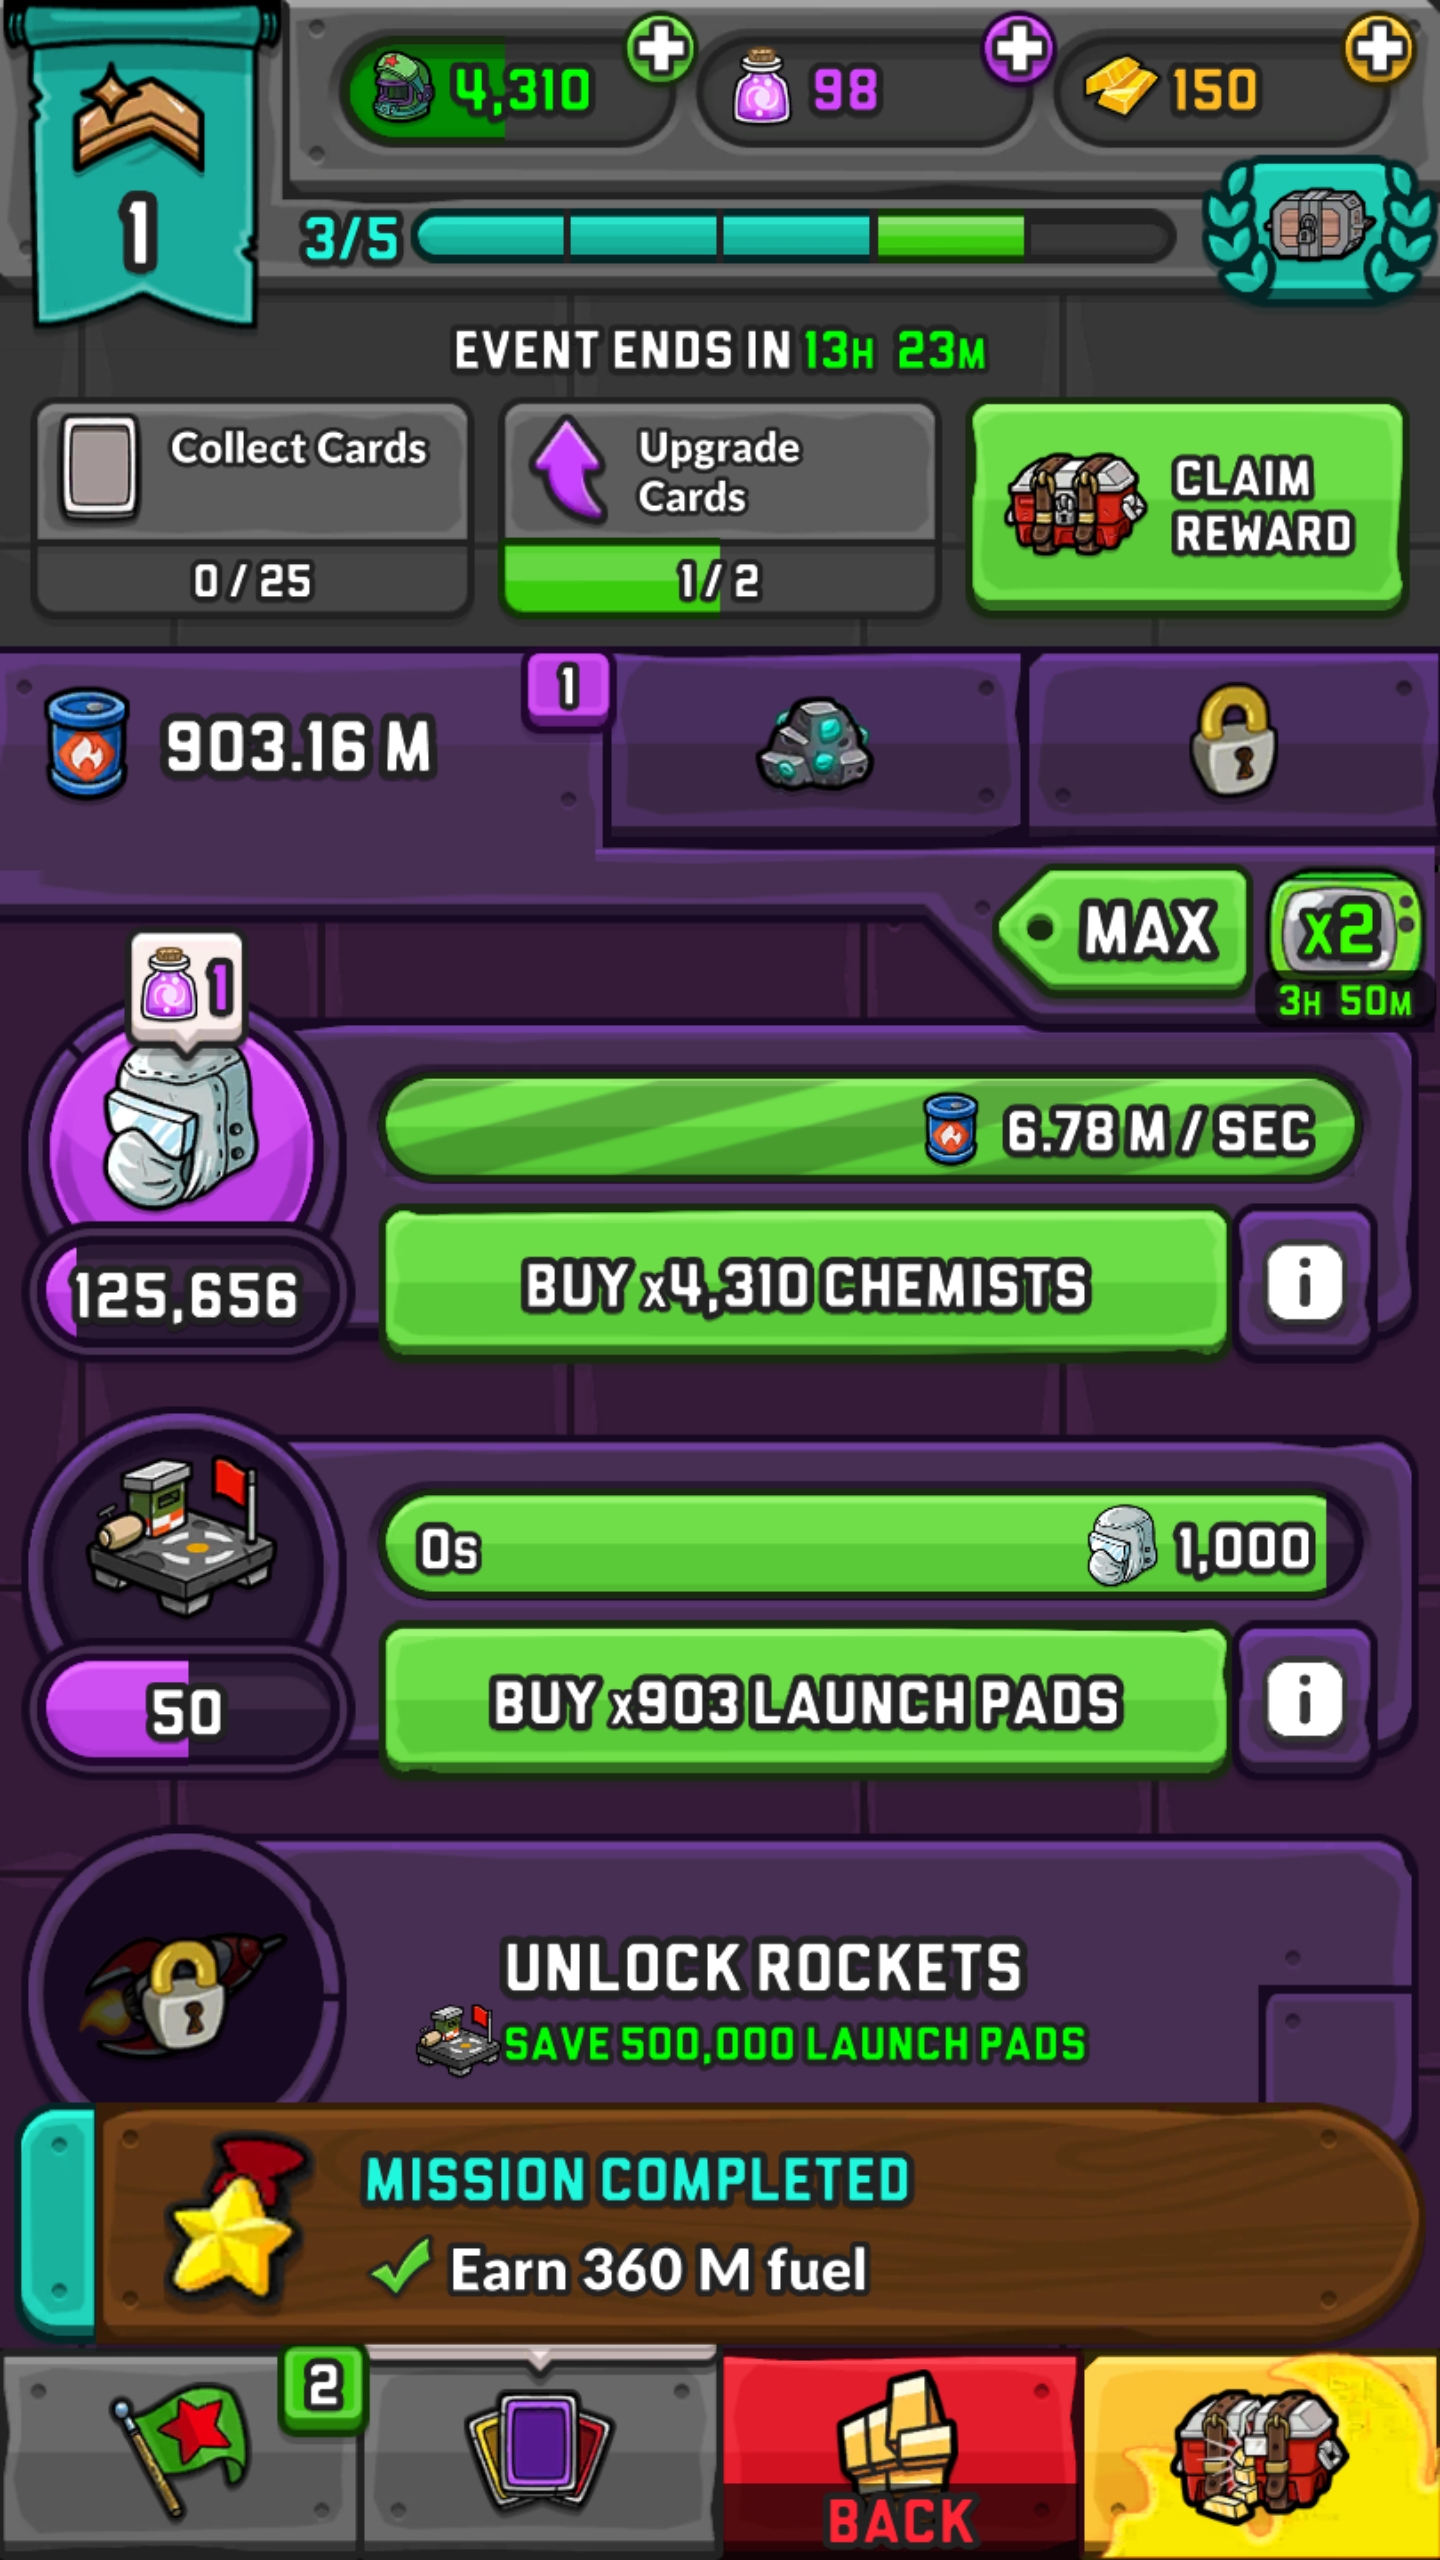 4,310
98
150
1
3/5
EVENT ENDS IN 13H 23M
Collect Cards
0 / 25
Upgrade
Cards
1 / 2
CLAIM
REWARD
903.16 M
1
MAX
x2
3H 50M
1
6.78 M / SEC
125,656
BUY x4,310 CHEMISTS
i
0s
1,000
50
BUY x903 LAUNCH PADS
i
UNLOCK ROCKETS
SAVE 500,000 LAUNCH PADS
MISSION COMPLETED
Earn 360 M fuel
2
BACK